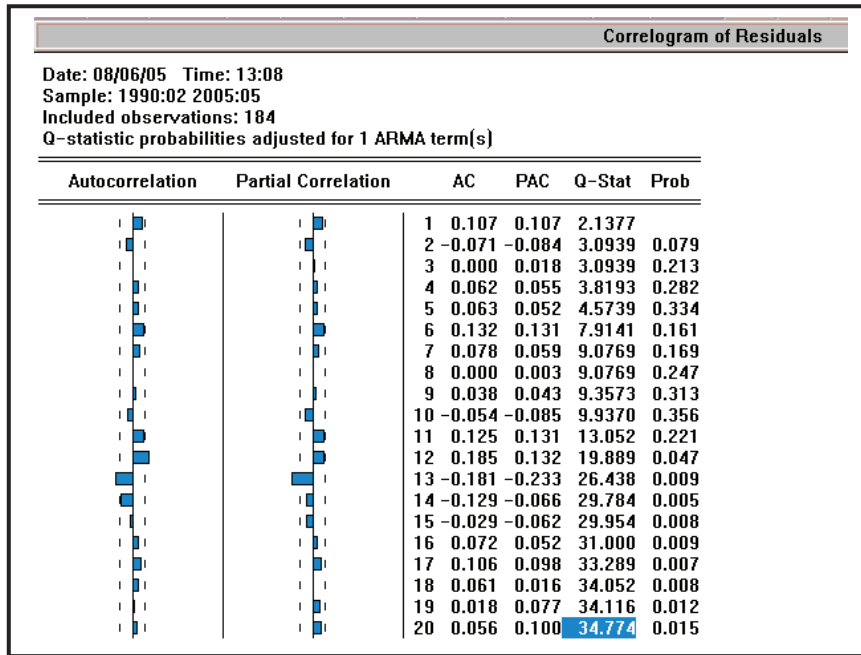 Correlogram of Residuals
Date: 08/06/05 Time: 13:08
Sample: 1990:02 2005:05
Included observations: 184
Q-statistic probabilities adjusted for 1 ARMA term(s)
Autocorrelation Partial Correlation AC PAC Q-Stat Prob
1 0.107 0.107 2.1377
2 -0.071 -0.084 3.0939 0.079
3 0.000 0.018 3.0939 0.213
4 0.062 0.055 3.8193 0.282
5 0.063 0.052 4.5739 0.334
6 0.132 0.131 7.9141 0.161
7 0.078 0.059 9.0769 0.169
8 0.000 0.003 9.0769 0.247
9 0.038 0.043 9.3573 0.313
10 -0.054 -0.085 9.9370 0.356
11 0.125 0.131 13.052 0.221
12 0.185 0.132 19.889 0.047
13 -0.181 -0.233 26.438 0.009
14 -0.129 -0.066 29.784 0.005
15 -0.029 -0.062 29.954 0.008
16 0.072 0.052 31.000 0.009
17 0.106 0.098 33.289 0.007
18 0.061 0.016 34.052 0.008
19 0.018 0.077 34.116 0.012
20 0.056 0.100 34.774 0.015